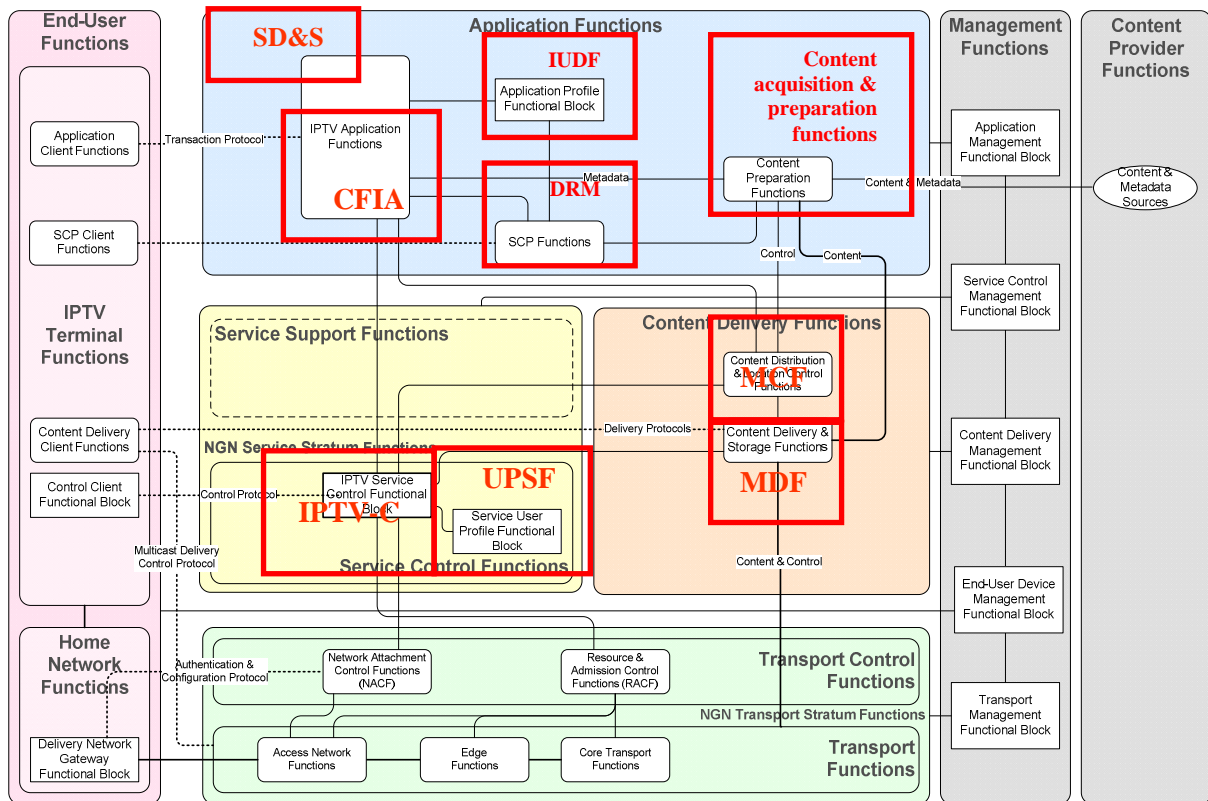 End-User
Functions
Application
Client Functions
SCP Client
Functions
IPTV
Terminal
Functions
Content Delivery
Client Functions
Control Client
Functional Block
Home
Network
Functions
Delivery Network
Gateway
Functional Block
Transaction Protocol
Control Protocol
Multicast Delivery
Control Protocol
Authentication &
Configuration Protocol
Application Functions
SD&S
IPTV Application
Functions
CFIA
IUDF
Application Profile
Functional Block
Metadata
DRM
SCP Functions
Content
acquisition &
preparation
functions
Content
Preparation
Functions
Content & Metadata
Control
Content
Service Support Functions
NGN Service Stratum Functions
IPTV Service
Control Functional
Block
IPTV-C
UPSF
Service User
Profile Functional
Block
Service Control Functions
Content Delivery Functions
Content Distribution
& Location Control
Functions
MCF
Delivery Protocols
Content Delivery &
Storage Functions
MDF
Content & Control
Network Attachment
Control Functions
(NACF)
Resource &
Admission Control
Functions (RACF)
Transport Control
Functions
NGN Transport Stratum Functions
Access Network
Functions
Edge
Functions
Core Transport
Functions
Transport
Functions
Management
Functions
Application
Management
Functional Block
Service Control
Management
Functional Block
Content Delivery
Management
Functional Block
End-User Device
Management
Functional Block
Transport
Management
Functional Block
Content
Provider
Functions
Content &
Metadata
Sources